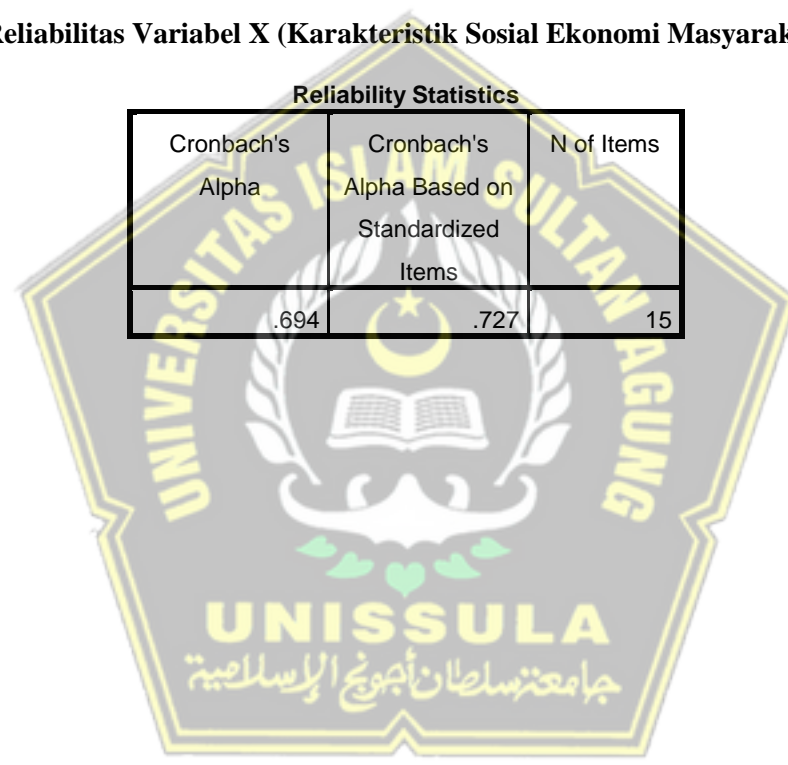 Reliabilitas Variabel X (Karakteristik Sosial Ekonomi Masyarak
Reliability Statistics
Cronbach's Alpha
Cronbach's Alpha Based on Standardized Items
N of Items
.694 .727 15
UNIVERSITAS ISLAM SULTAN AGUNG
UNISSULA
جامعة سلطان أجونج الإسلامية